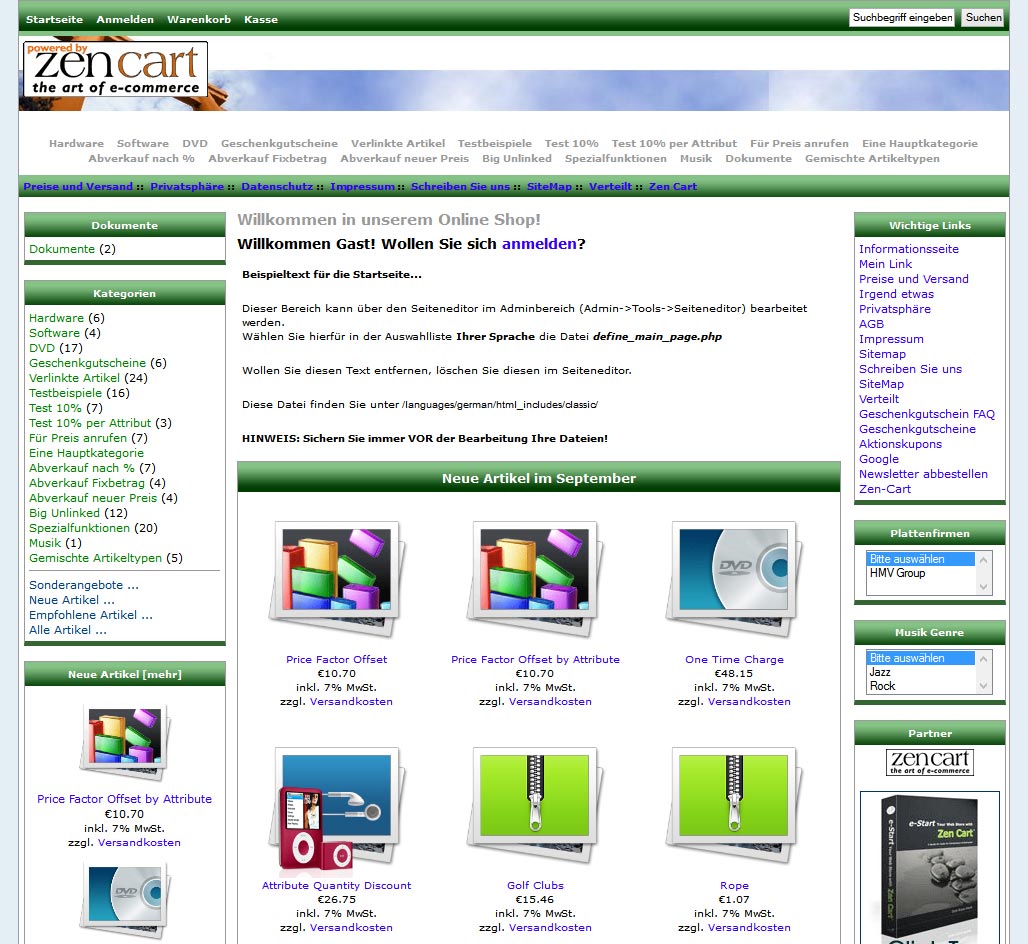 Startseite Anmelden Warenkorb Kasse
Suchbegriff eingeben Suchen
powered by
zen cart
the art of e-commerce
Hardware Software DVD Geschenkgutscheine Verlinkte Artikel Testbeispiele Test 10% Test 10% per Attribut Für Preis anrufen Eine Hauptkategorie
Abverkauf nach % Abverkauf Fixbetrag Abverkauf neuer Preis Big Unlinked Spezialfunktionen Musik Dokumente Gemischte Artikeltypen
Preise und Versand :: Privatsphäre :: Datenschutz :: Impressum :: Schreiben Sie uns :: SiteMap :: Verteilt :: Zen Cart
Dokumente
Dokumente (2)
Kategorien
Hardware (6)
Software (4)
DVD (17)
Geschenkgutscheine (6)
Verlinkte Artikel (24)
Testbeispiele (16)
Test 10% (7)
Test 10% per Attribut (3)
Für Preis anrufen (7)
Eine Hauptkategorie
Abverkauf nach % (7)
Abverkauf Fixbetrag (4)
Abverkauf neuer Preis (4)
Big Unlinked (12)
Spezialfunktionen (20)
Musik (1)
Gemischte Artikeltypen (5)
Sonderangebote ...
Neue Artikel ...
Empfohlene Artikel ...
Alle Artikel ...
Neue Artikel [mehr]
Price Factor Offset by Attribute
€10.70
inkl. 7% MwSt.
zzgl. Versandkosten
DVD
Willkommen in unserem Online Shop!
Willkommen Gast! Wollen Sie sich anmelden?
Beispieltext für die Startseite...
Dieser Bereich kann über den Seiteneditor im Adminbereich (Admin->Tools->Seiteneditor) bearbeitet
werden.
Wählen Sie hierfür in der Auswahlliste Ihrer Sprache die Datei define_main_page.php
Wollen Sie diesen Text entfernen, löschen Sie diesen im Seiteneditor.
Diese Datei finden Sie unter /languages/german/html_includes/classic/
HINWEIS: Sichern Sie immer VOR der Bearbeitung Ihre Dateien!
Neue Artikel im September
DVD
Price Factor Offset
€10.70
inkl. 7% MwSt.
zzgl. Versandkosten
Price Factor Offset by Attribute
€10.70
inkl. 7% MwSt.
zzgl. Versandkosten
One Time Charge
€48.15
inkl. 7% MwSt.
zzgl. Versandkosten
Attribute Quantity Discount
€26.75
inkl. 7% MwSt.
zzgl. Versandkosten
Golf Clubs
€15.46
inkl. 7% MwSt.
zzgl. Versandkosten
Rope
€1.07
inkl. 7% MwSt.
zzgl. Versandkosten
Wichtige Links
Informationsseite
Mein Link
Preise und Versand
Irgend etwas
Privatsphäre
AGB
Impressum
Sitemap
Schreiben Sie uns
SiteMap
Verteilt
Geschenkgutschein FAQ
Geschenkgutscheine
Aktionskupons
Google
Newsletter abbestellen
Zen-Cart
Plattenfirmen
Bitte auswählen
HMV Group
Musik Genre
Bitte auswählen
Jazz
Rock
Partner
zen cart
the art of e-commerce
e-Start Your Web Store with
Zen Cart
e-Start Your Web Store with Zen Cart